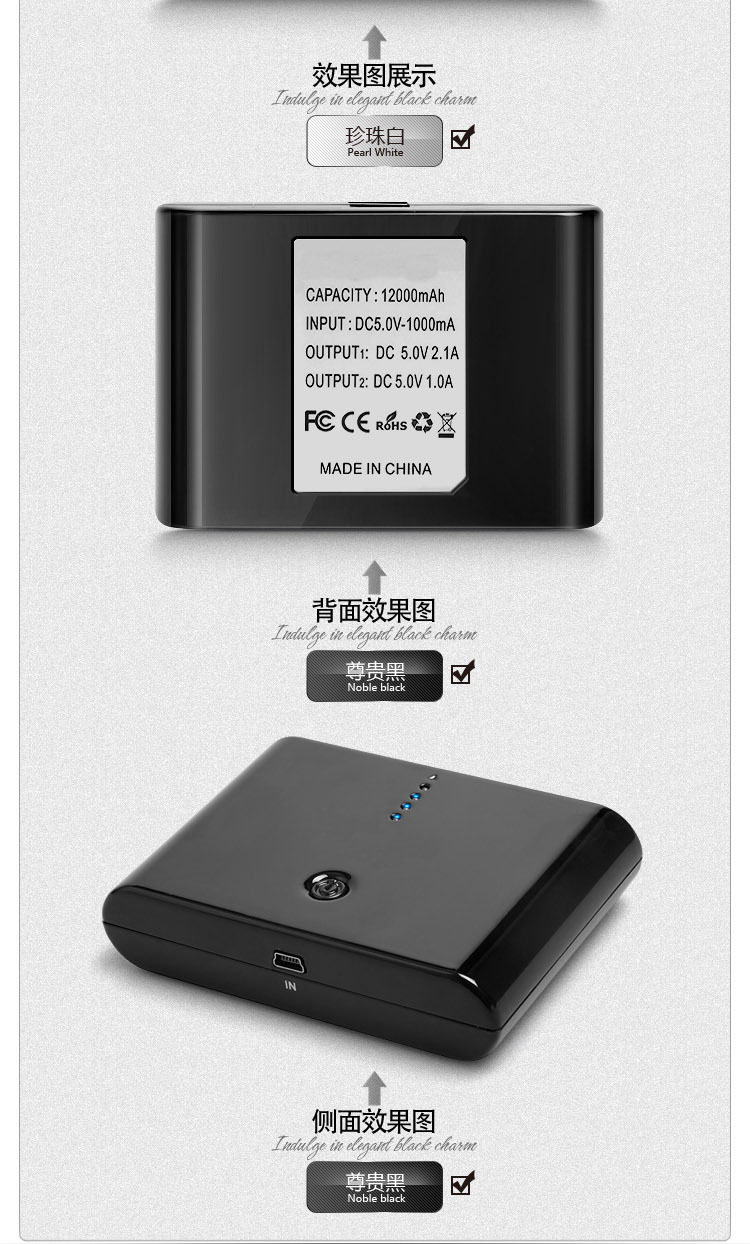 效果图展示
Indulge in elegant black charm
珍珠白
Pearl White
CAPACITY : 12000mAh
INPUT : DC5.0V-1000mA
OUTPUT1: DC 5.0V 2.1A
OUTPUT2: DC 5.0V 1.0A
FC CE RoHS
MADE IN CHINA
背面效果图
Indulge in elegant black charm
尊贵黑
Noble black
IN
侧面效果图
Indulge in elegant black charm
尊贵黑
Noble black